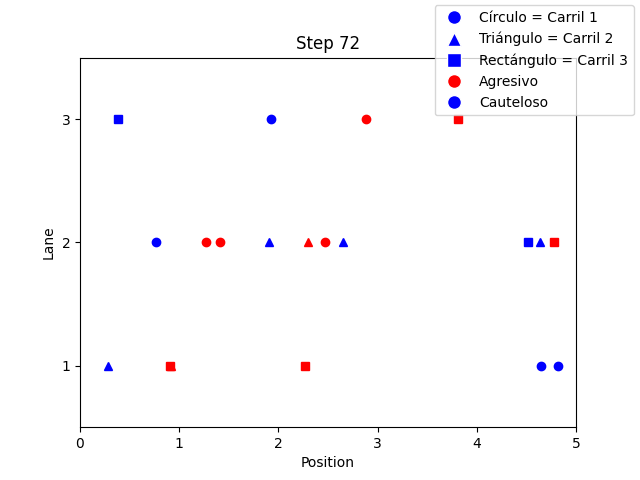 Step 72
Círculo = Carril 1
Triángulo = Carril 2
Rectángulo = Carril 3
Agresivo
Cauteloso
Lane
3
2
1
0 1 2 3 4 5
Position